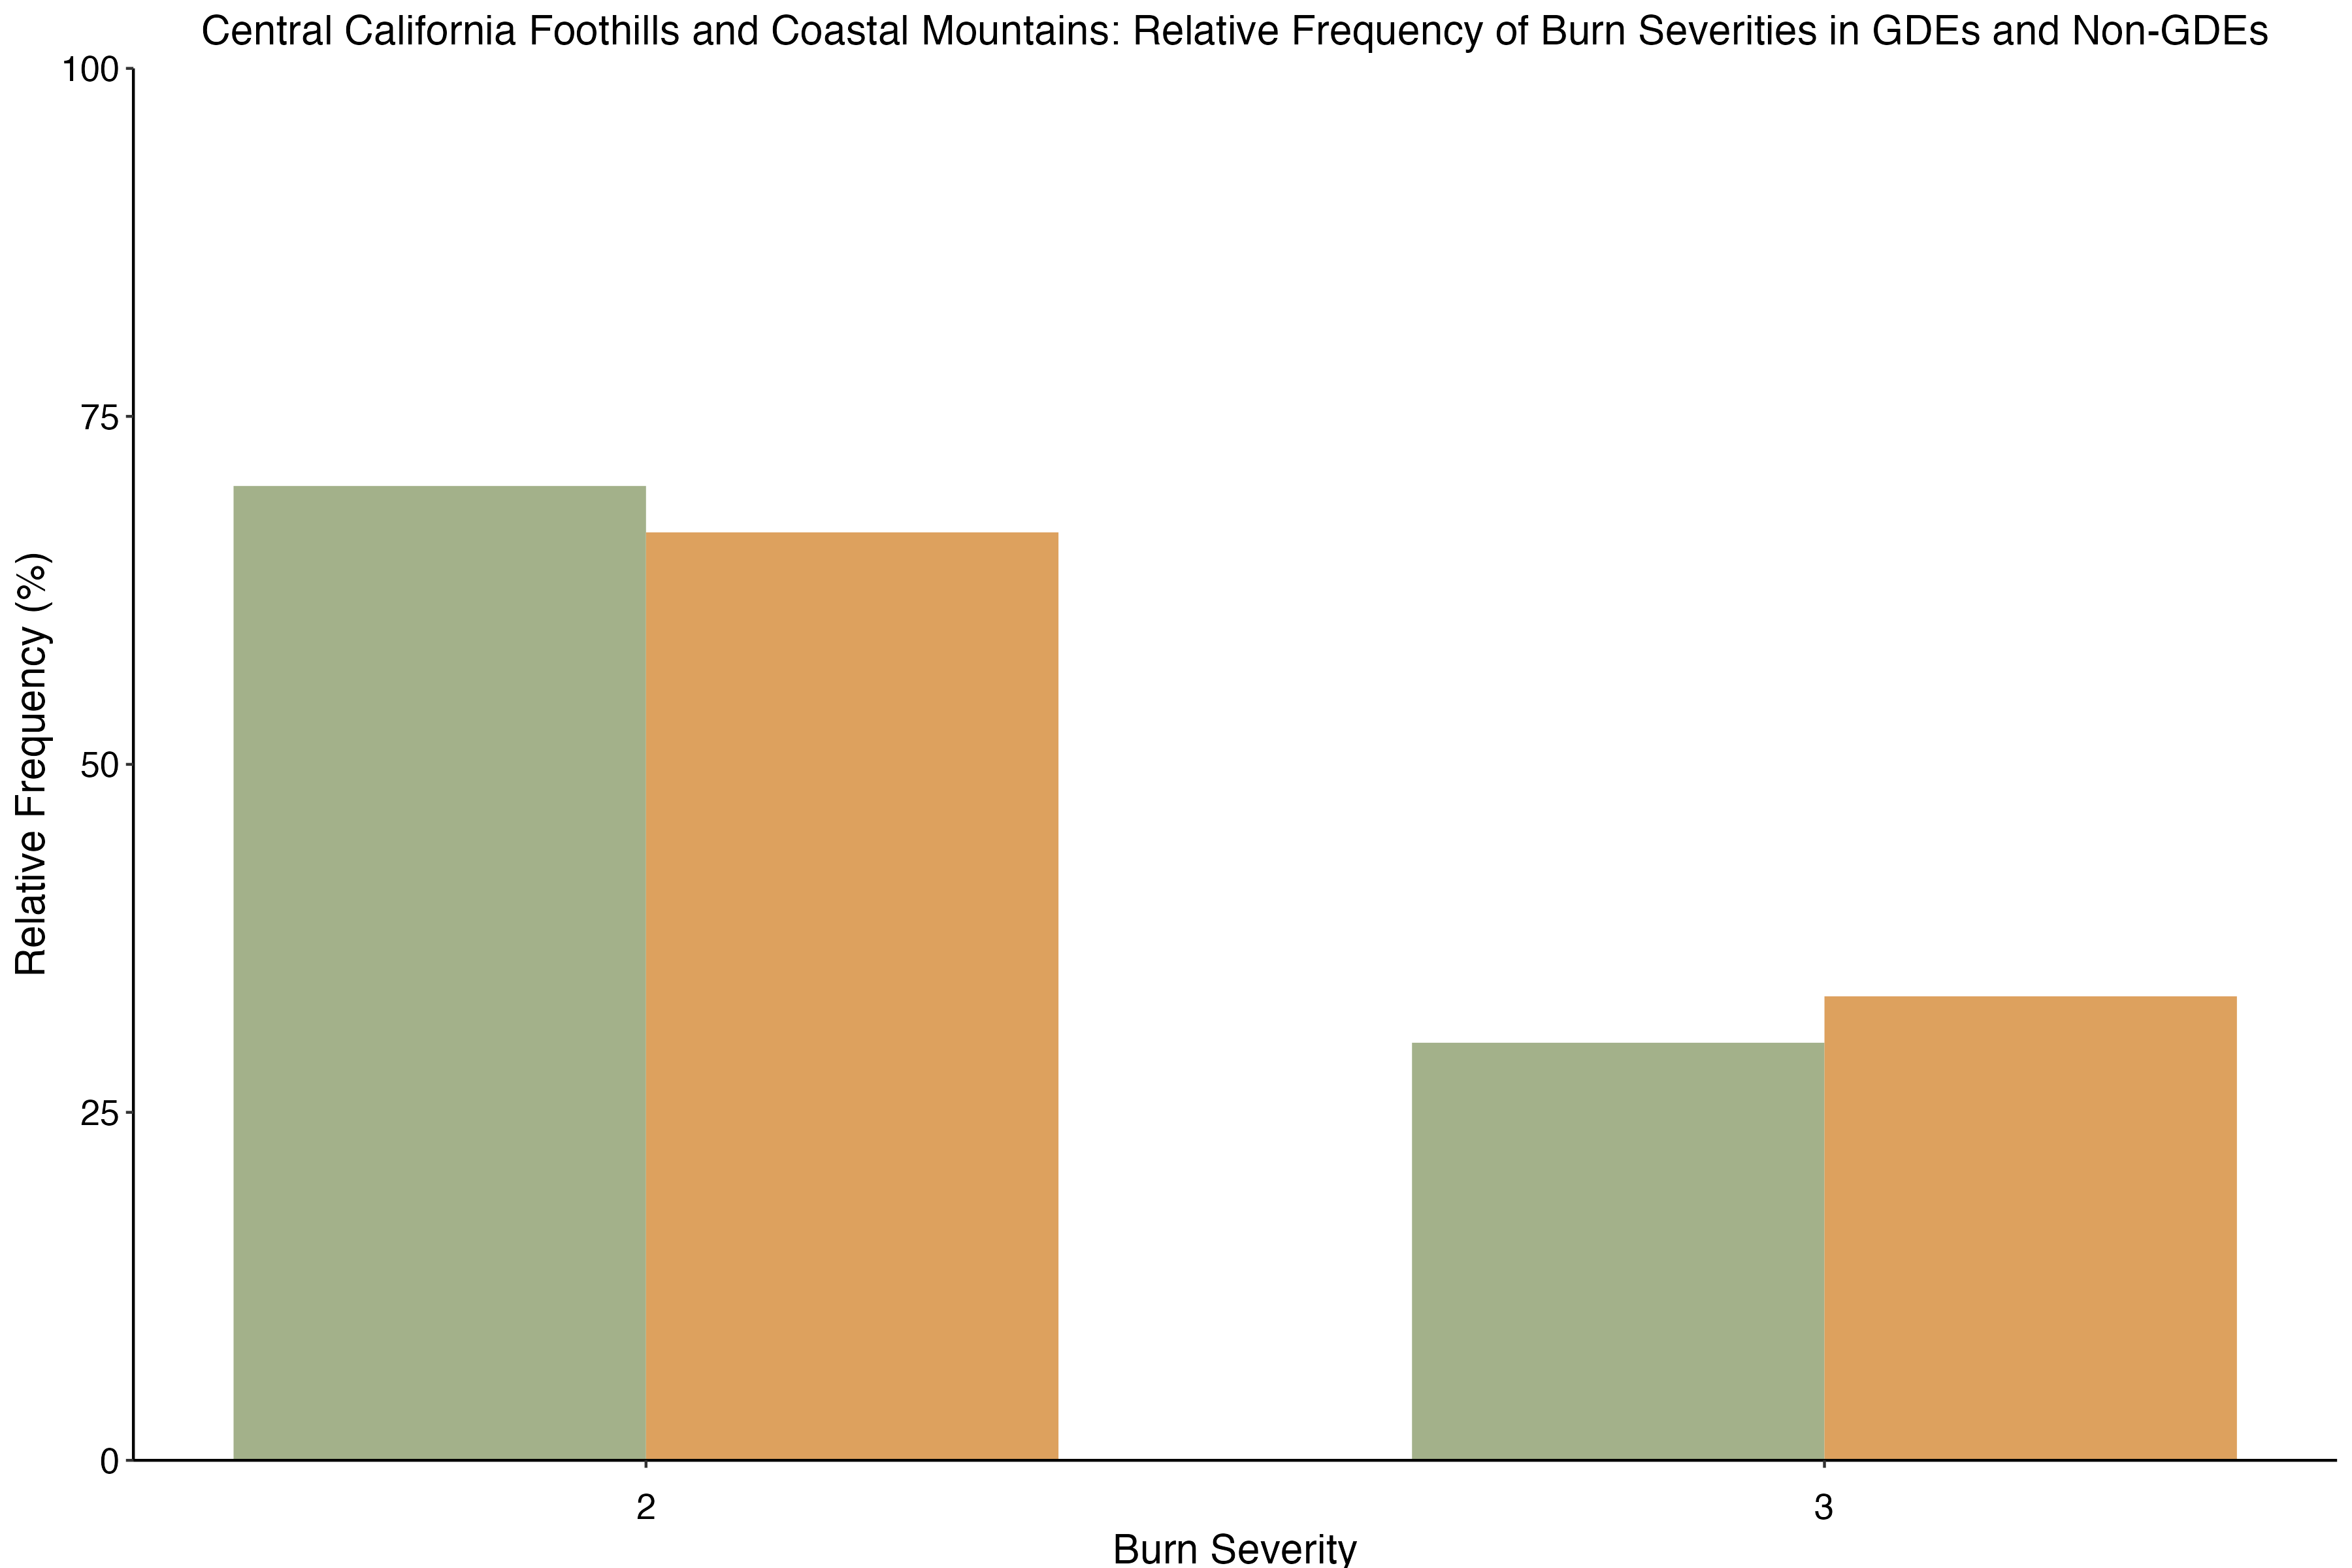 Central California Foothills and Coastal Mountains: Relative Frequency of Burn Severities in GDEs and Non-GDEs
100
75
50
25
0
Relative Frequency (%)
2
3
Burn Severity